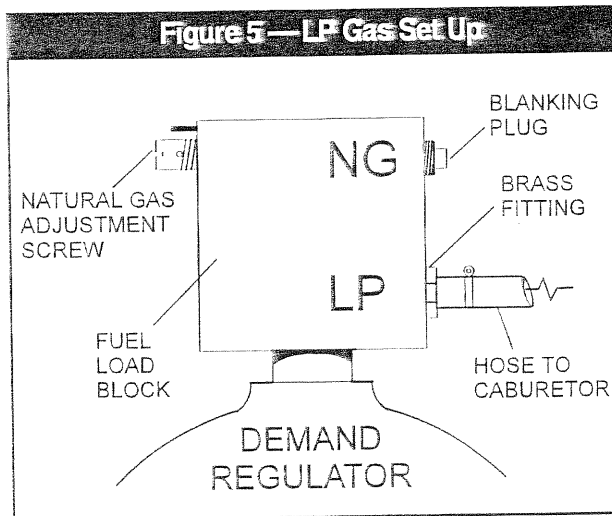 Figure 5 — LP Gas Set Up
BLANKING
PLUG
NG
BRASS
FITTING
NATURAL GAS
ADJUSTMENT
SCREW
LP
FUEL
LOAD
BLOCK
HOSE TO
CABURETOR
DEMAND
REGULATOR